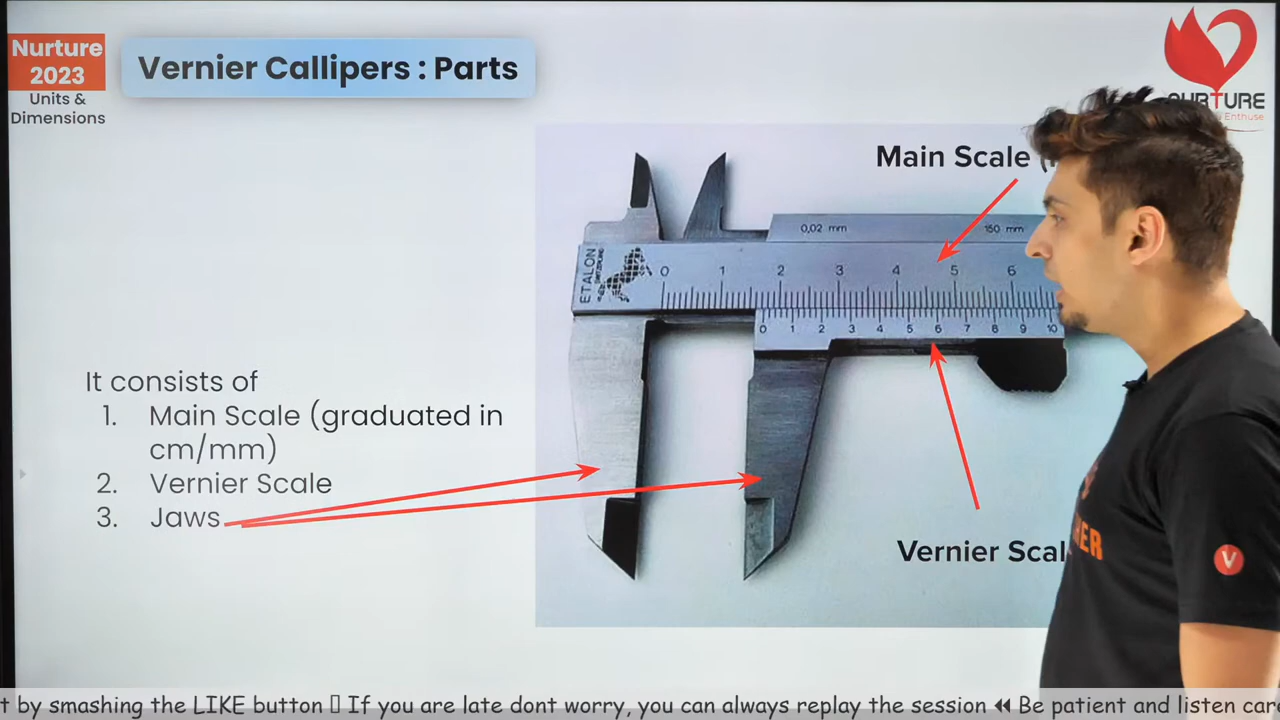 Nurture
2023
Units &
Dimensions
Vernier Callipers : Parts
Enthuse
Main Scale
0,02 mm
150 mm
ETALON
0 1 2 3 4 5 6
0 1 2 3 4 5 6 7 8 9 10
It consists of
1. Main Scale (graduated in
cm/mm)
2. Vernier Scale
3. Jaws
Vernier Scal
V
t by smashing the LIKE button If you are late dont worry, you can always replay the session Be patient and listen car